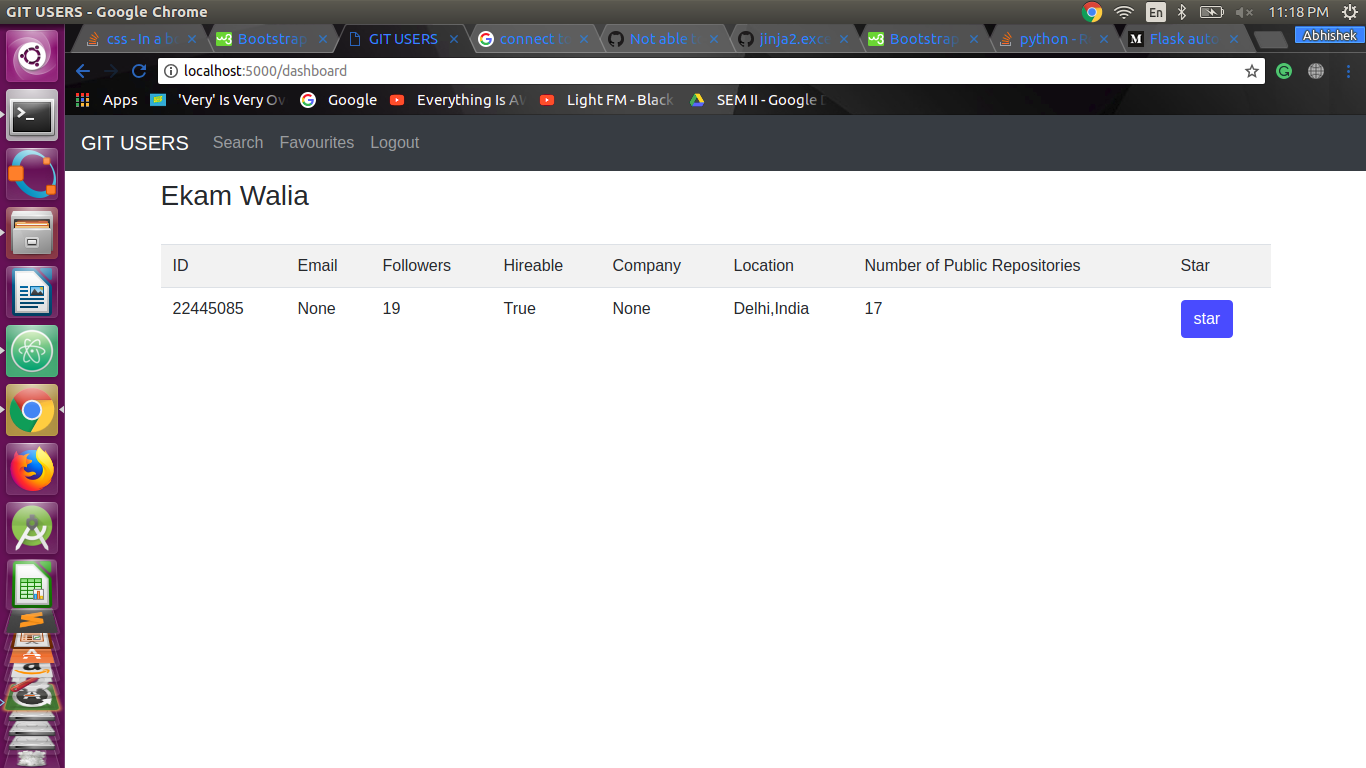 GIT USERS - Google Chrome
En
11:18 PM
css - In a b
Bootstrap
GIT USERS
connect t
Not able t
jinja2.exce
Bootstrap
python - R
M
Flask auto
Abhishek
localhost:5000/dashboard
Apps
'Very' Is Very Ov
Google
Everything Is AW
Light FM - Black
SEM II - Google D
GIT USERS
Search
Favourites
Logout
Ekam Walia
ID Email Followers Hireable Company Location Number of Public Repositories Star
22445085 None 19 True None Delhi,India 17 star